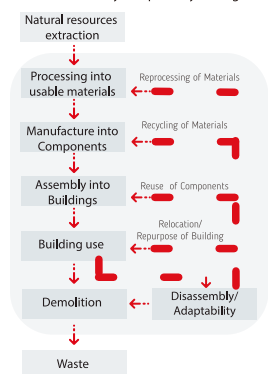 Natural resources
extraction
Processing into
usable materials
Reprocessing of Materials
Manufacture into
Components
Recycling of Materials
Assembly into
Buildings
Reuse of Components
Relocation/
Repurpose of Building
Building use
Demolition
Disassembly/
Adaptability
Waste